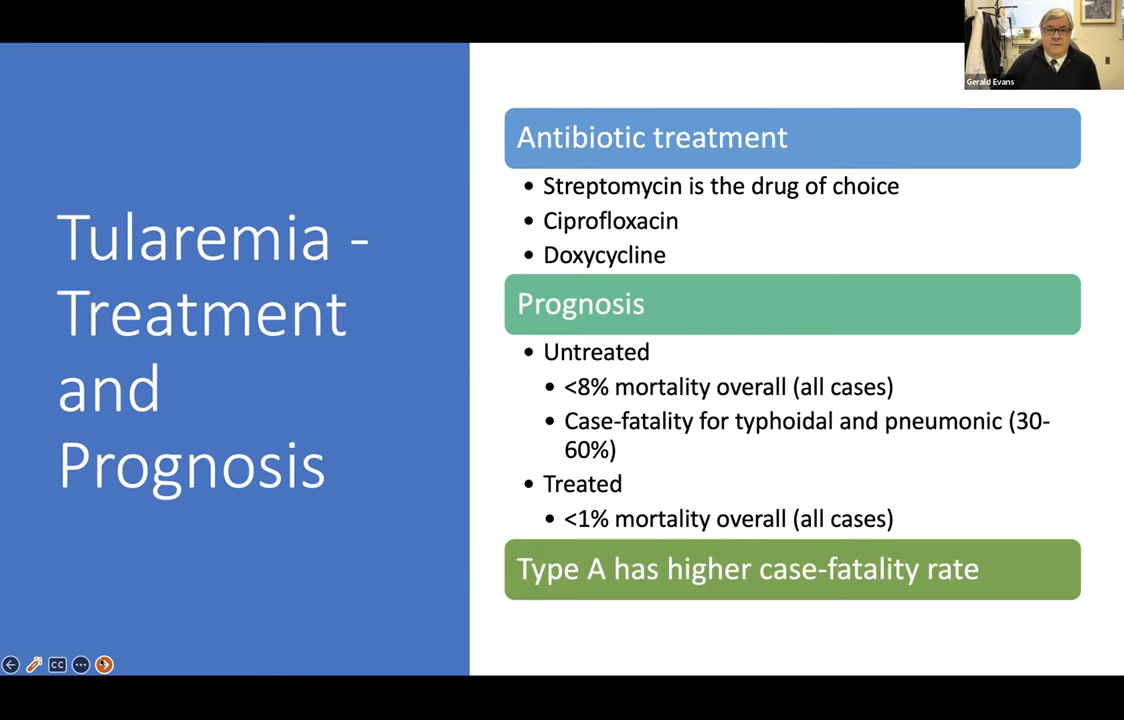 Gerald Evans
Tularemia -
Treatment
and
Prognosis
Antibiotic treatment
• Streptomycin is the drug of choice
• Ciprofloxacin
• Doxycycline
Prognosis
• Untreated
• <8% mortality overall (all cases)
• Case-fatality for typhoidal and pneumonic (30-
60%)
• Treated
• <1% mortality overall (all cases)
Type A has higher case-fatality rate
CC